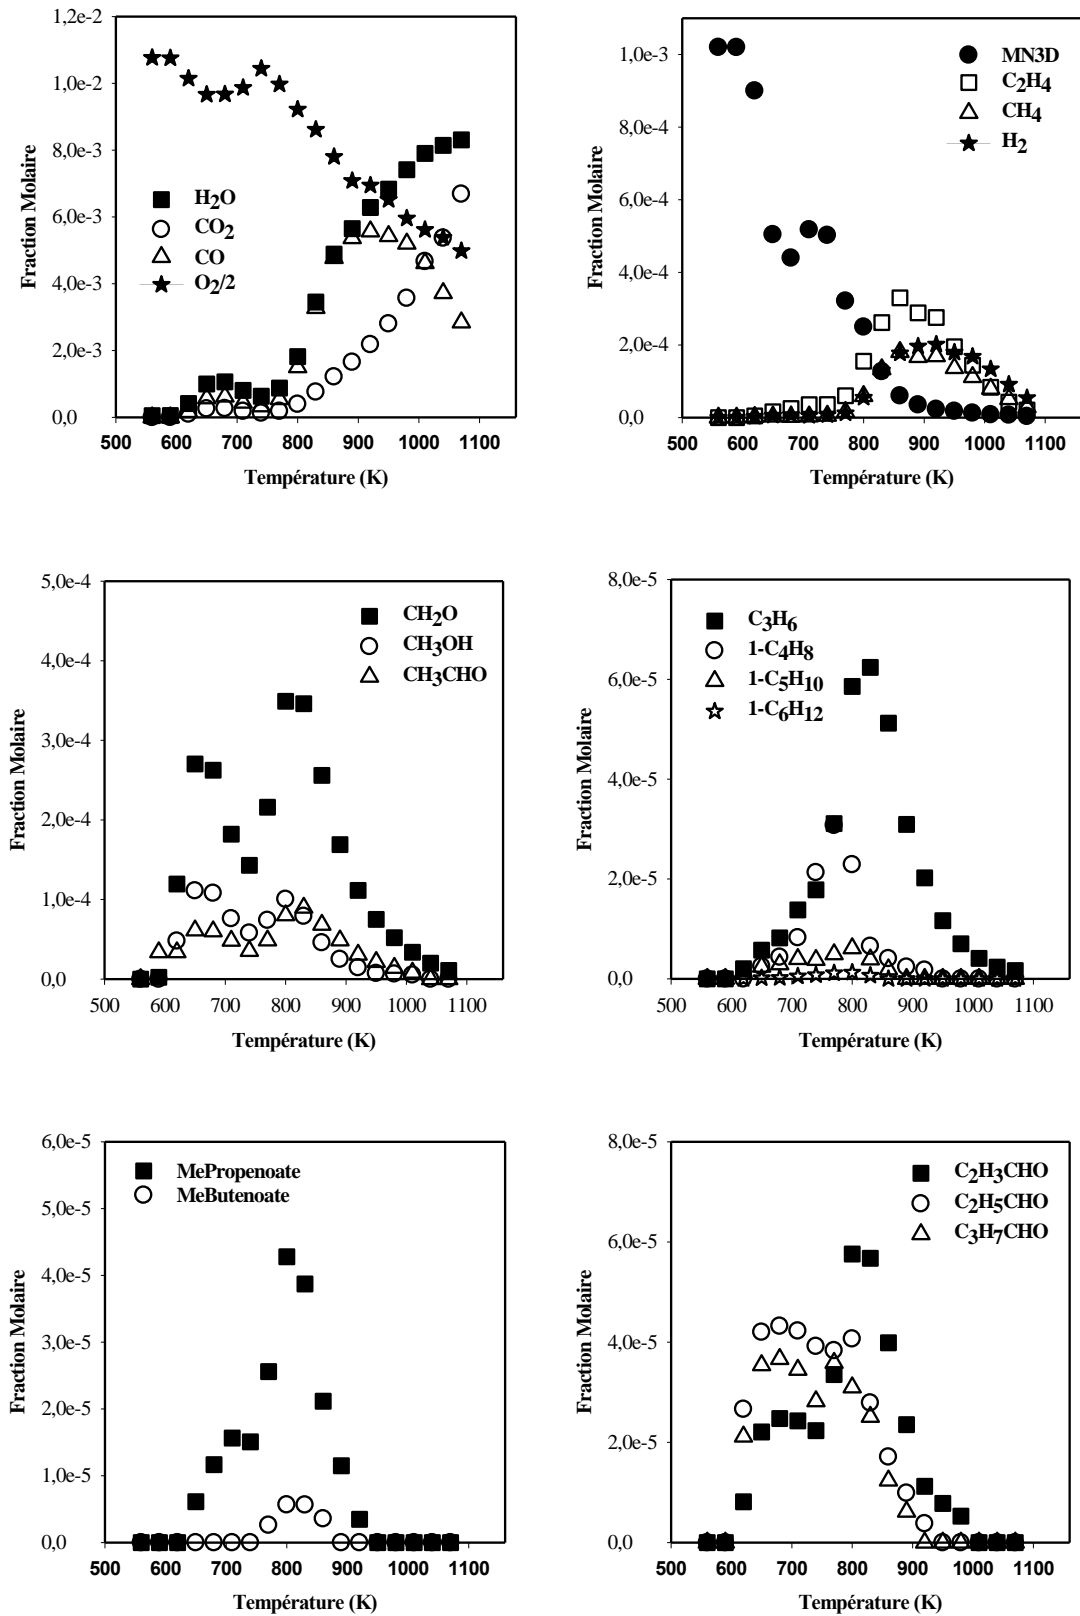 1,2e-2
1,0e-2
8,0e-3
6,0e-3
4,0e-3
2,0e-3
0,0
Fraction Molaire
H2O
CO2
CO
O2/2
500 600 700 800 900 1000 1100
Température (K)
1,0e-3
8,0e-4
6,0e-4
4,0e-4
2,0e-4
0,0
Fraction Molaire
MN3D
C2H4
CH4
H2
500 600 700 800 900 1000 1100
Température (K)
5,0e-4
4,0e-4
3,0e-4
2,0e-4
1,0e-4
0,0
Fraction Molaire
CH2O
CH3OH
CH3CHO
500 600 700 800 900 1000 1100
Température (K)
8,0e-5
6,0e-5
4,0e-5
2,0e-5
0,0
Fraction Molaire
C3H6
1-C4H8
1-C5H10
1-C6H12
500 600 700 800 900 1000 1100
Température (K)
6,0e-5
5,0e-5
4,0e-5
3,0e-5
2,0e-5
1,0e-5
0,0
Fraction Molaire
MePropenoate
MeButenoate
500 600 700 800 900 1000 1100
Température (K)
8,0e-5
6,0e-5
4,0e-5
2,0e-5
0,0
Fraction Molaire
C2H3CHO
C2H5CHO
C3H7CHO
500 600 700 800 900 1000 1100
Température (K)